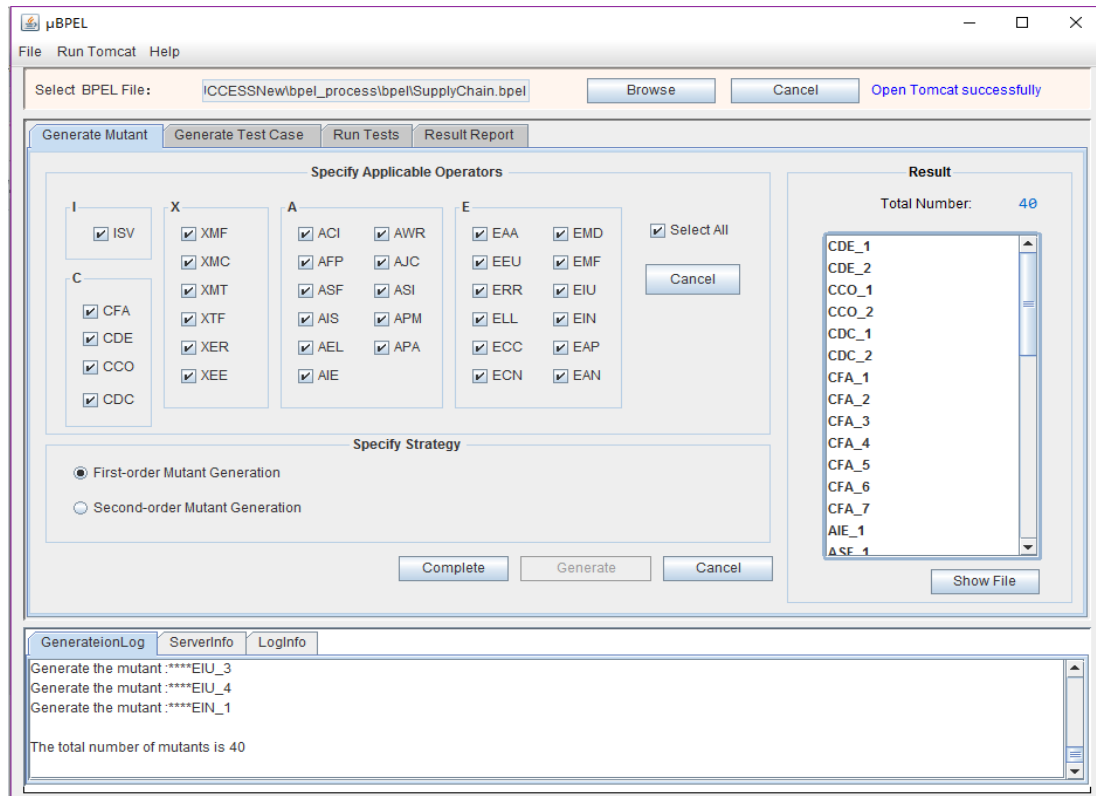 µBPEL
File Run Tomcat Help
Select BPEL File: CCESSNew\bpel_process\bpel\SupplyChain.bpel Browse Cancel Open Tomcat successfully
Generate Mutant Generate Test Case Run Tests Result Report
Specify Applicable Operators
I
ISV
C
CFA
CDE
CCO
CDC
X
XMF
XMC
XMT
XTF
XER
XEE
A
ACI AWR
AFP AJC
ASF ASI
AIS APM
AEL APA
AIE
E
EAA EMD
EEU EMF
ERR EIU
ELL EIN
ECC EAP
ECN EAN
Select All
Cancel
Specify Strategy
First-order Mutant Generation
Second-order Mutant Generation
Complete Generate Cancel
Result
Total Number: 40
CDE_1
CDE_2
CCO_1
CCO_2
CDC_1
CDC_2
CFA_1
CFA_2
CFA_3
CFA_4
CFA_5
CFA_6
CFA_7
AIE_1
ASF_1
Show File
GenerateionLog ServerInfo LogInfo
Generate the mutant :****EIU_3
Generate the mutant :****EIU_4
Generate the mutant :****EIN_1
The total number of mutants is 40